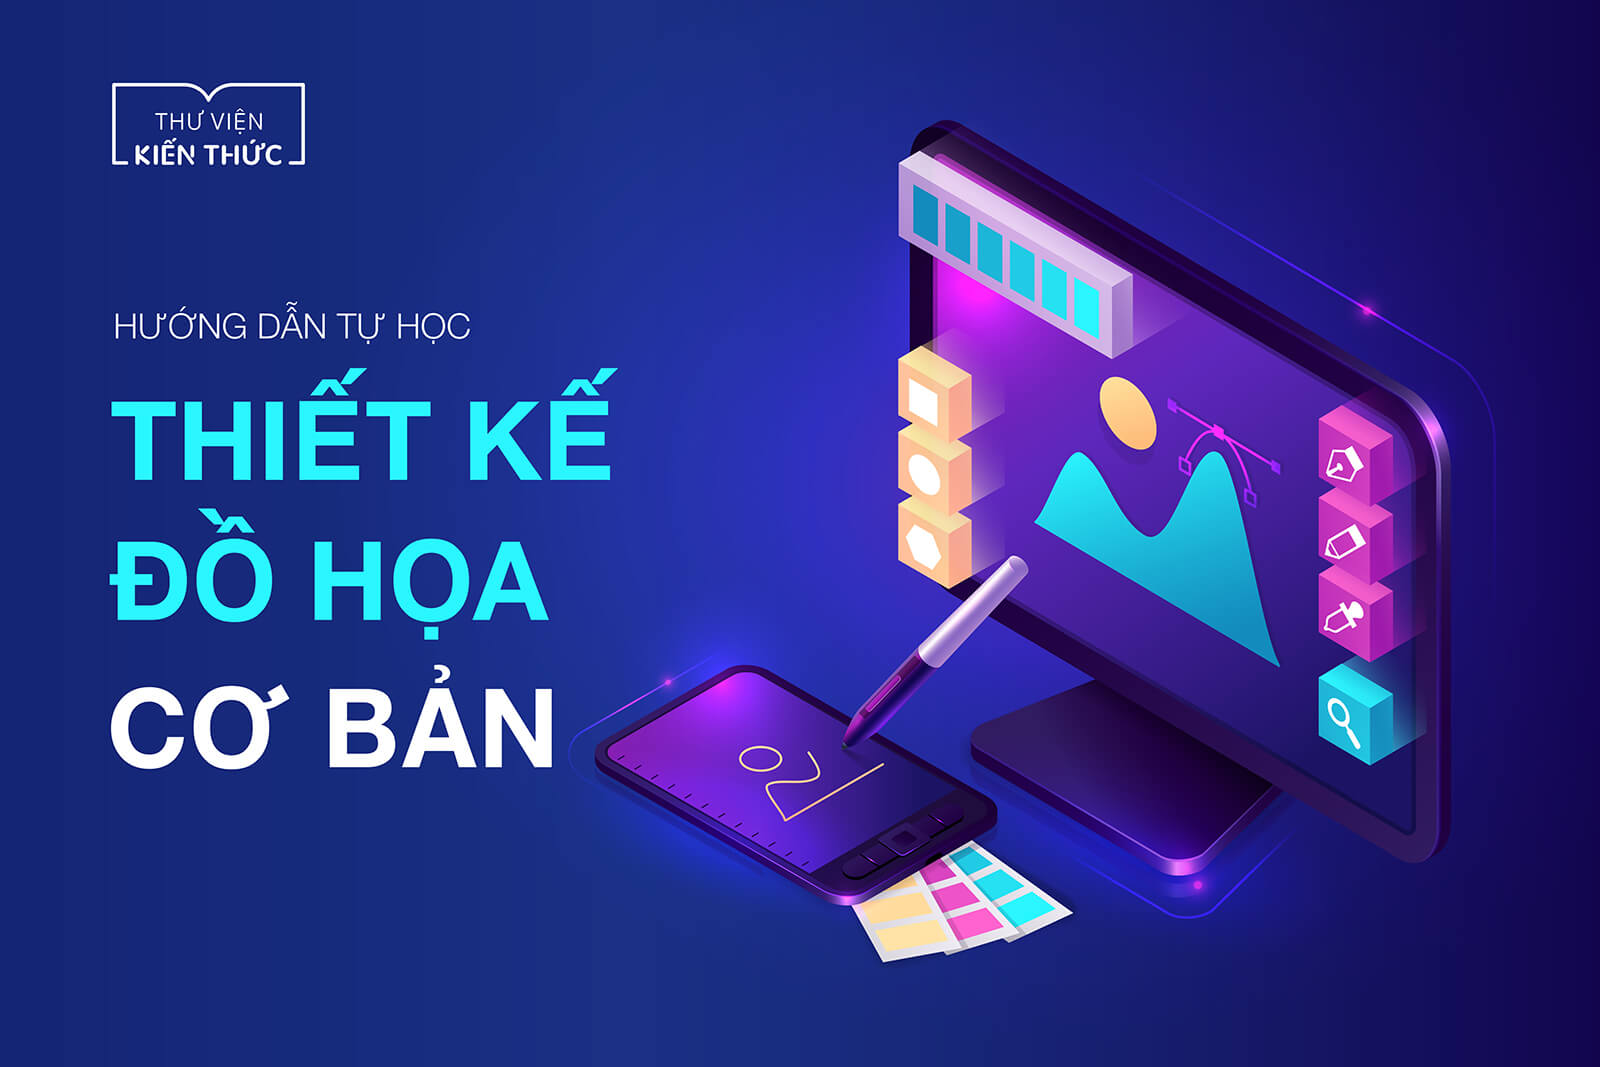 THƯ VIỆN
KIẾN THỨC
HƯỚNG DẪN TỰ HỌC
THIẾT KẾ
ĐỒ HỌA
CƠ BẢN